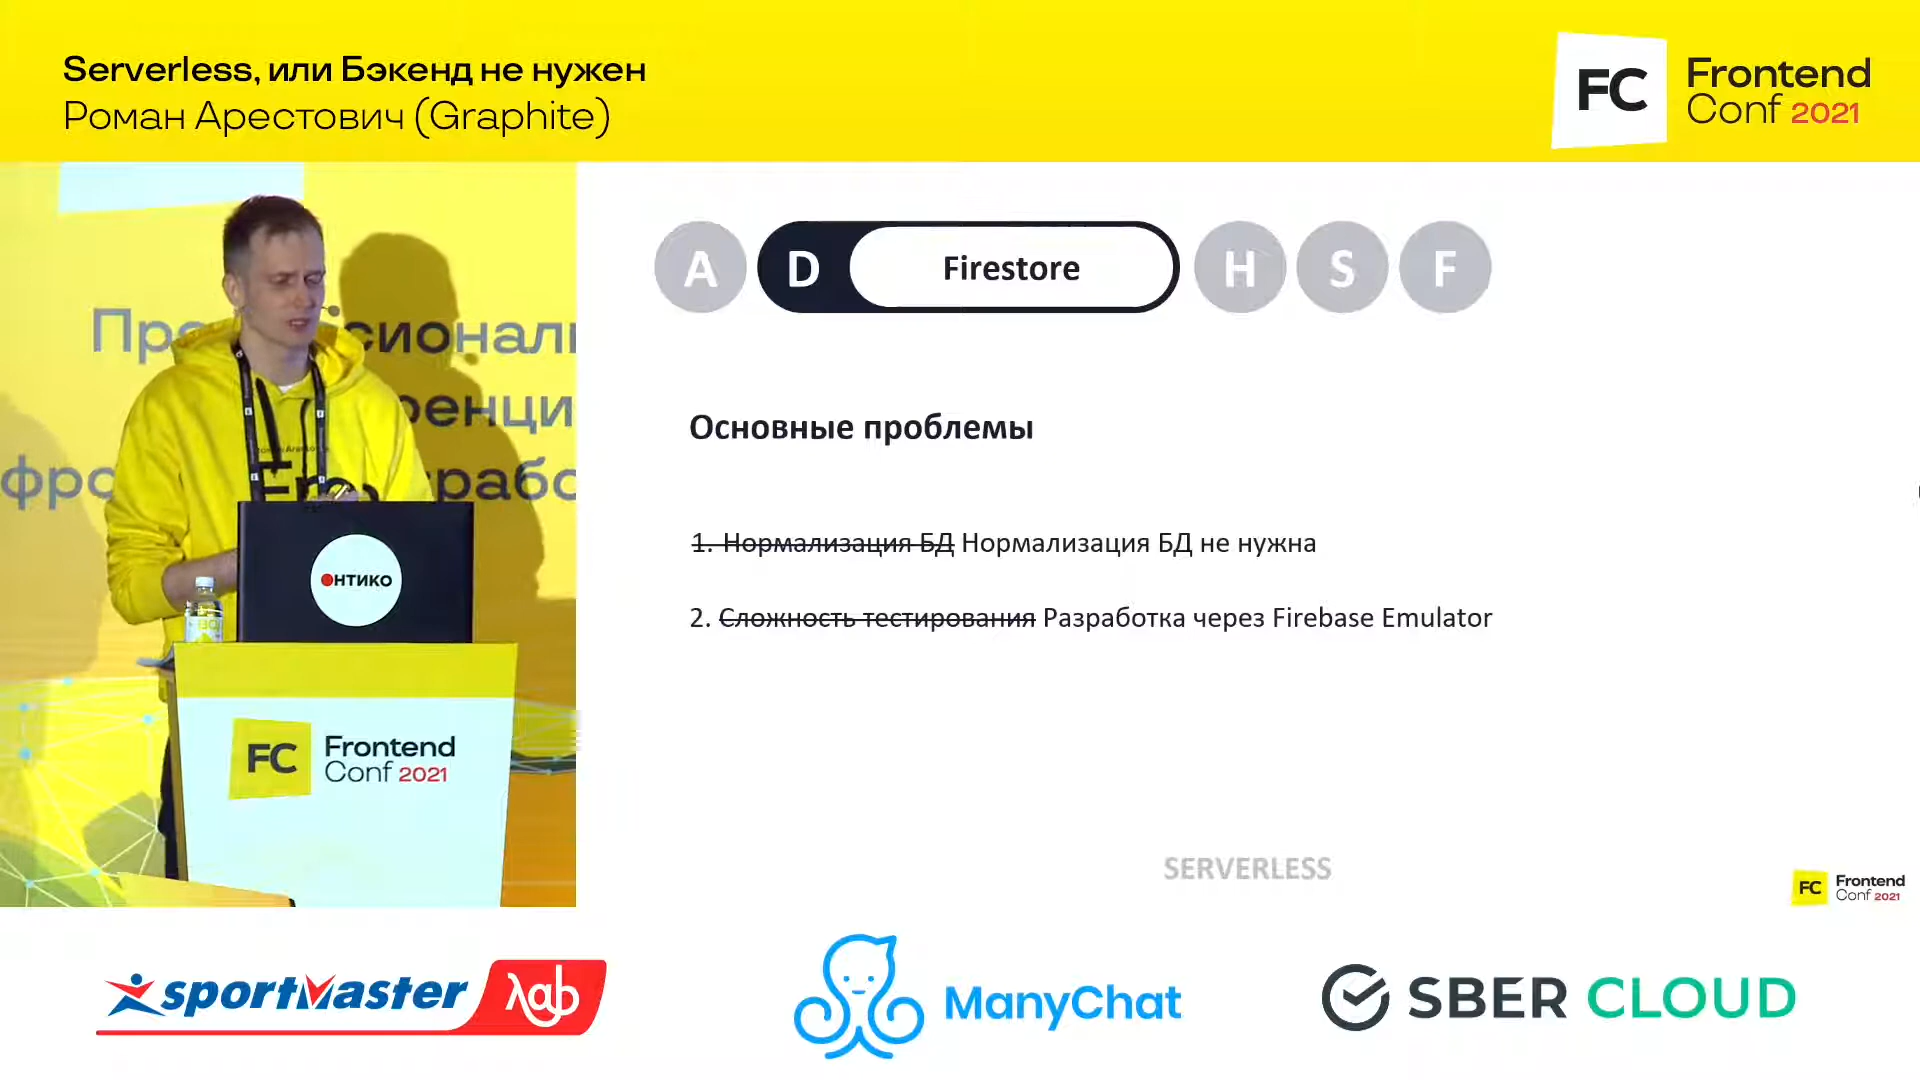 Serverless, или Бэкенд не нужен
Роман Арестович (Graphite)
FC
Frontend
Conf 2021
A
D
Firestore
H
S
F
Основные проблемы
1. Нормализация БД Нормализация БД не нужна
2. Сложность тестирования Разработка через Firebase Emulator
ОНТИКО
FC
Frontend
Conf 2021
SERVERLESS
FC
Frontend
Conf 2021
sportmaster лаб
ManyChat
SBER CLOUD